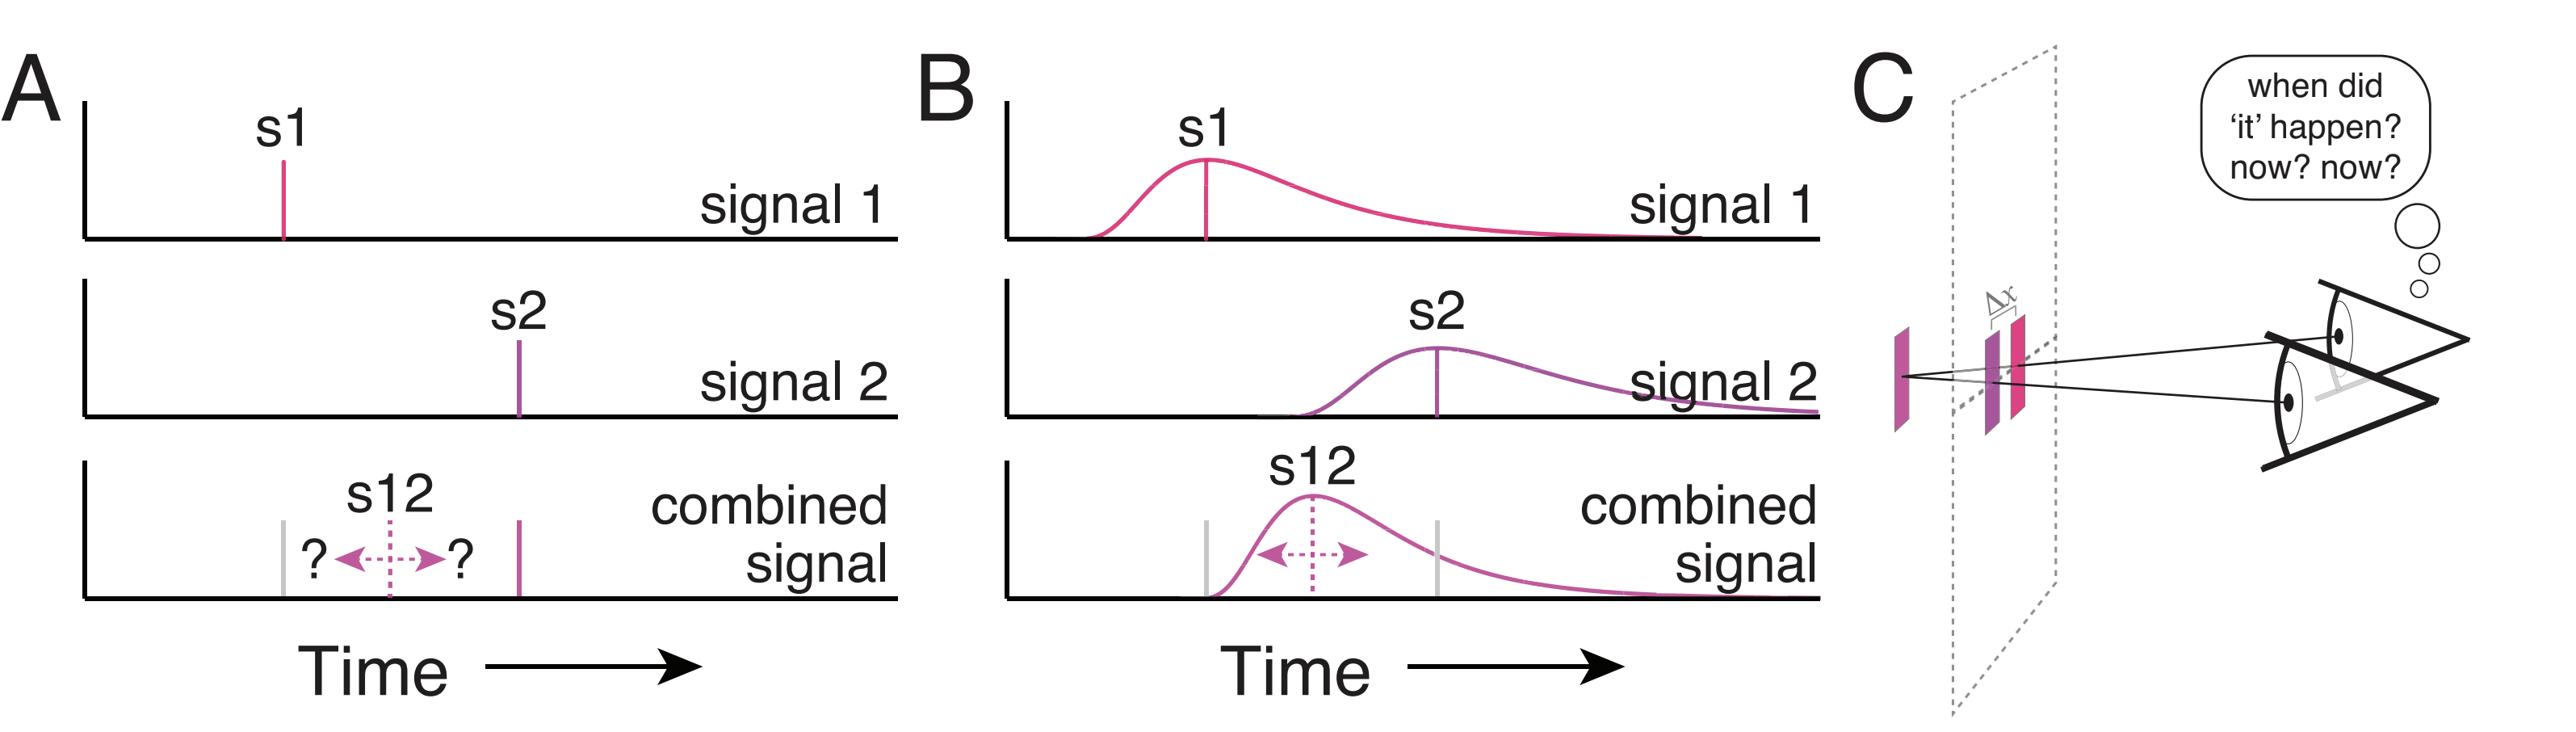 A
s1
signal 1
s2
signal 2
s12
? ?
combined
signal
Time
B
s1
signal 1
s2
signal 2
s12
combined
signal
Time
C
when did
‘it’ happen?
now? now?
Δx